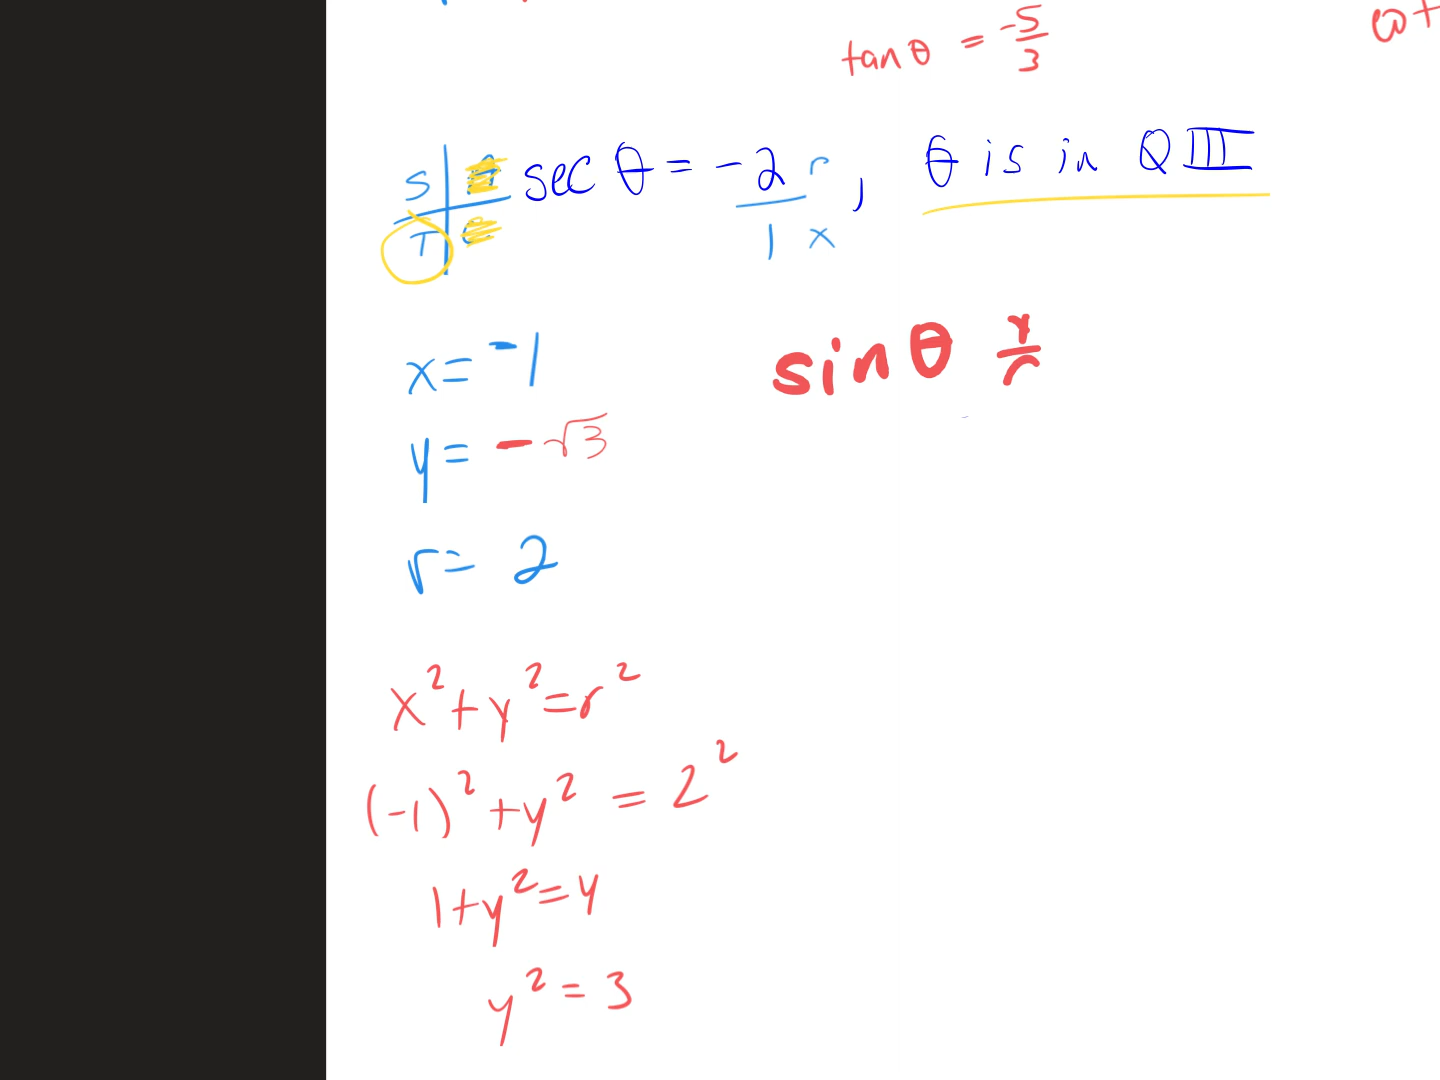 tan θ = -5/3
cot
S
T
sec θ = -2/1 r x, θ is in QIII
x = -1
sin θ y/r
y = -√3
r = 2
x² + y² = r²
(-1)² + y² = 2²
1 + y² = 4
y² = 3